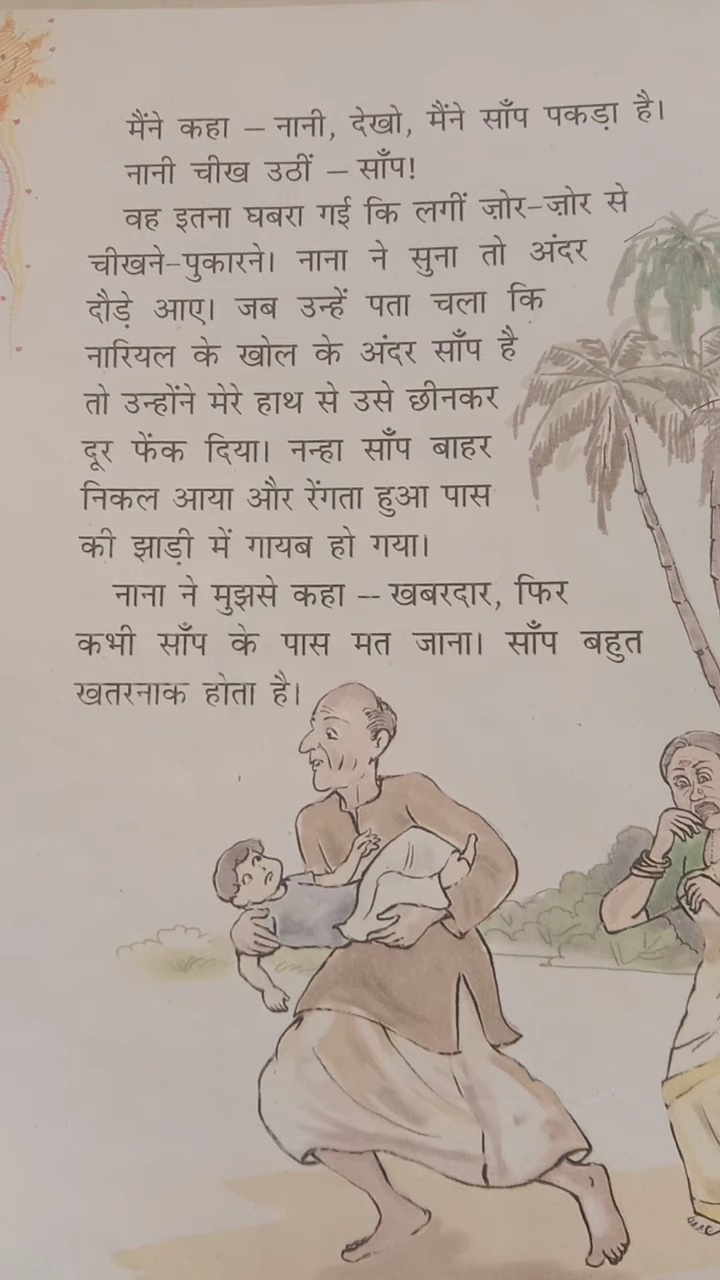 मैंने कहा – नानी, देखो, मैंने साँप पकड़ा है।
नानी चीख उठीं – साँप!
वह इतना घबरा गई कि लगीं ज़ोर-ज़ोर से
चीखने-पुकारने। नाना ने सुना तो अंदर
दौड़े आए। जब उन्हें पता चला कि
नारियल के खोल के अंदर साँप है
तो उन्होंने मेरे हाथ से उसे छीनकर
दूर फेंक दिया। नन्हा साँप बाहर
निकल आया और रेंगता हुआ पास
की झाड़ी में गायब हो गया।
नाना ने मुझसे कहा -- खबरदार, फिर
कभी साँप के पास मत जाना। साँप बहुत
खतरनाक होता है।